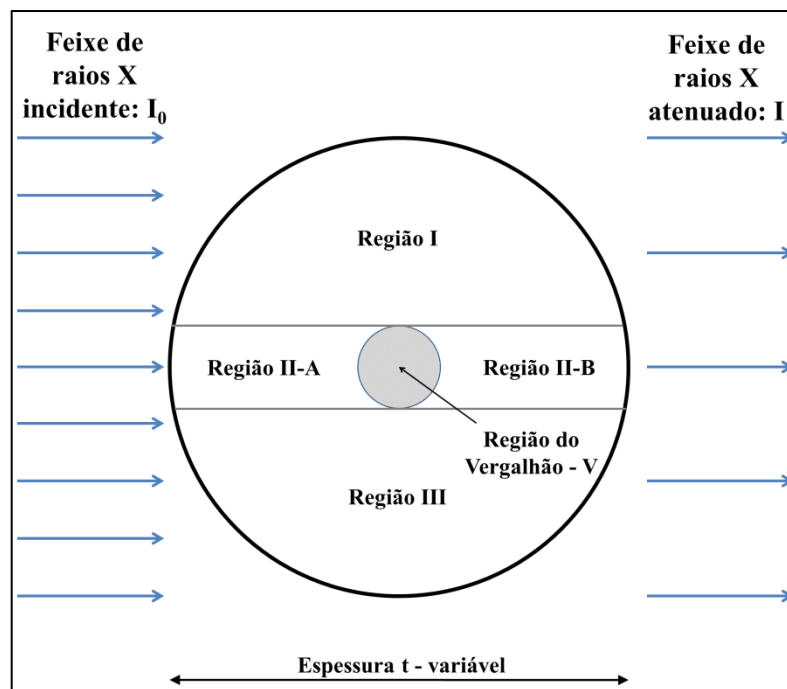 Feixe de
raios X
incidente: I₀
Feixe de
raios X
atenuado: I
Região I
Região II-A
Região II-B
Região do
Vergalhão - V
Região III
Espessura t - variável